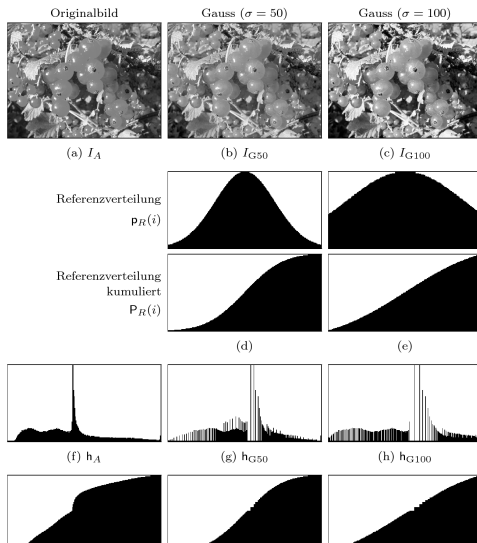 Originalbild
Gauss (σ = 50)
Gauss (σ = 100)
(a) I_A
(b) I_G50
(c) I_G100
Referenzverteilung
p_R(i)
Referenzverteilung
kumuliert
P_R(i)
(d)
(e)
(f) h_A
(g) h_G50
(h) h_G100